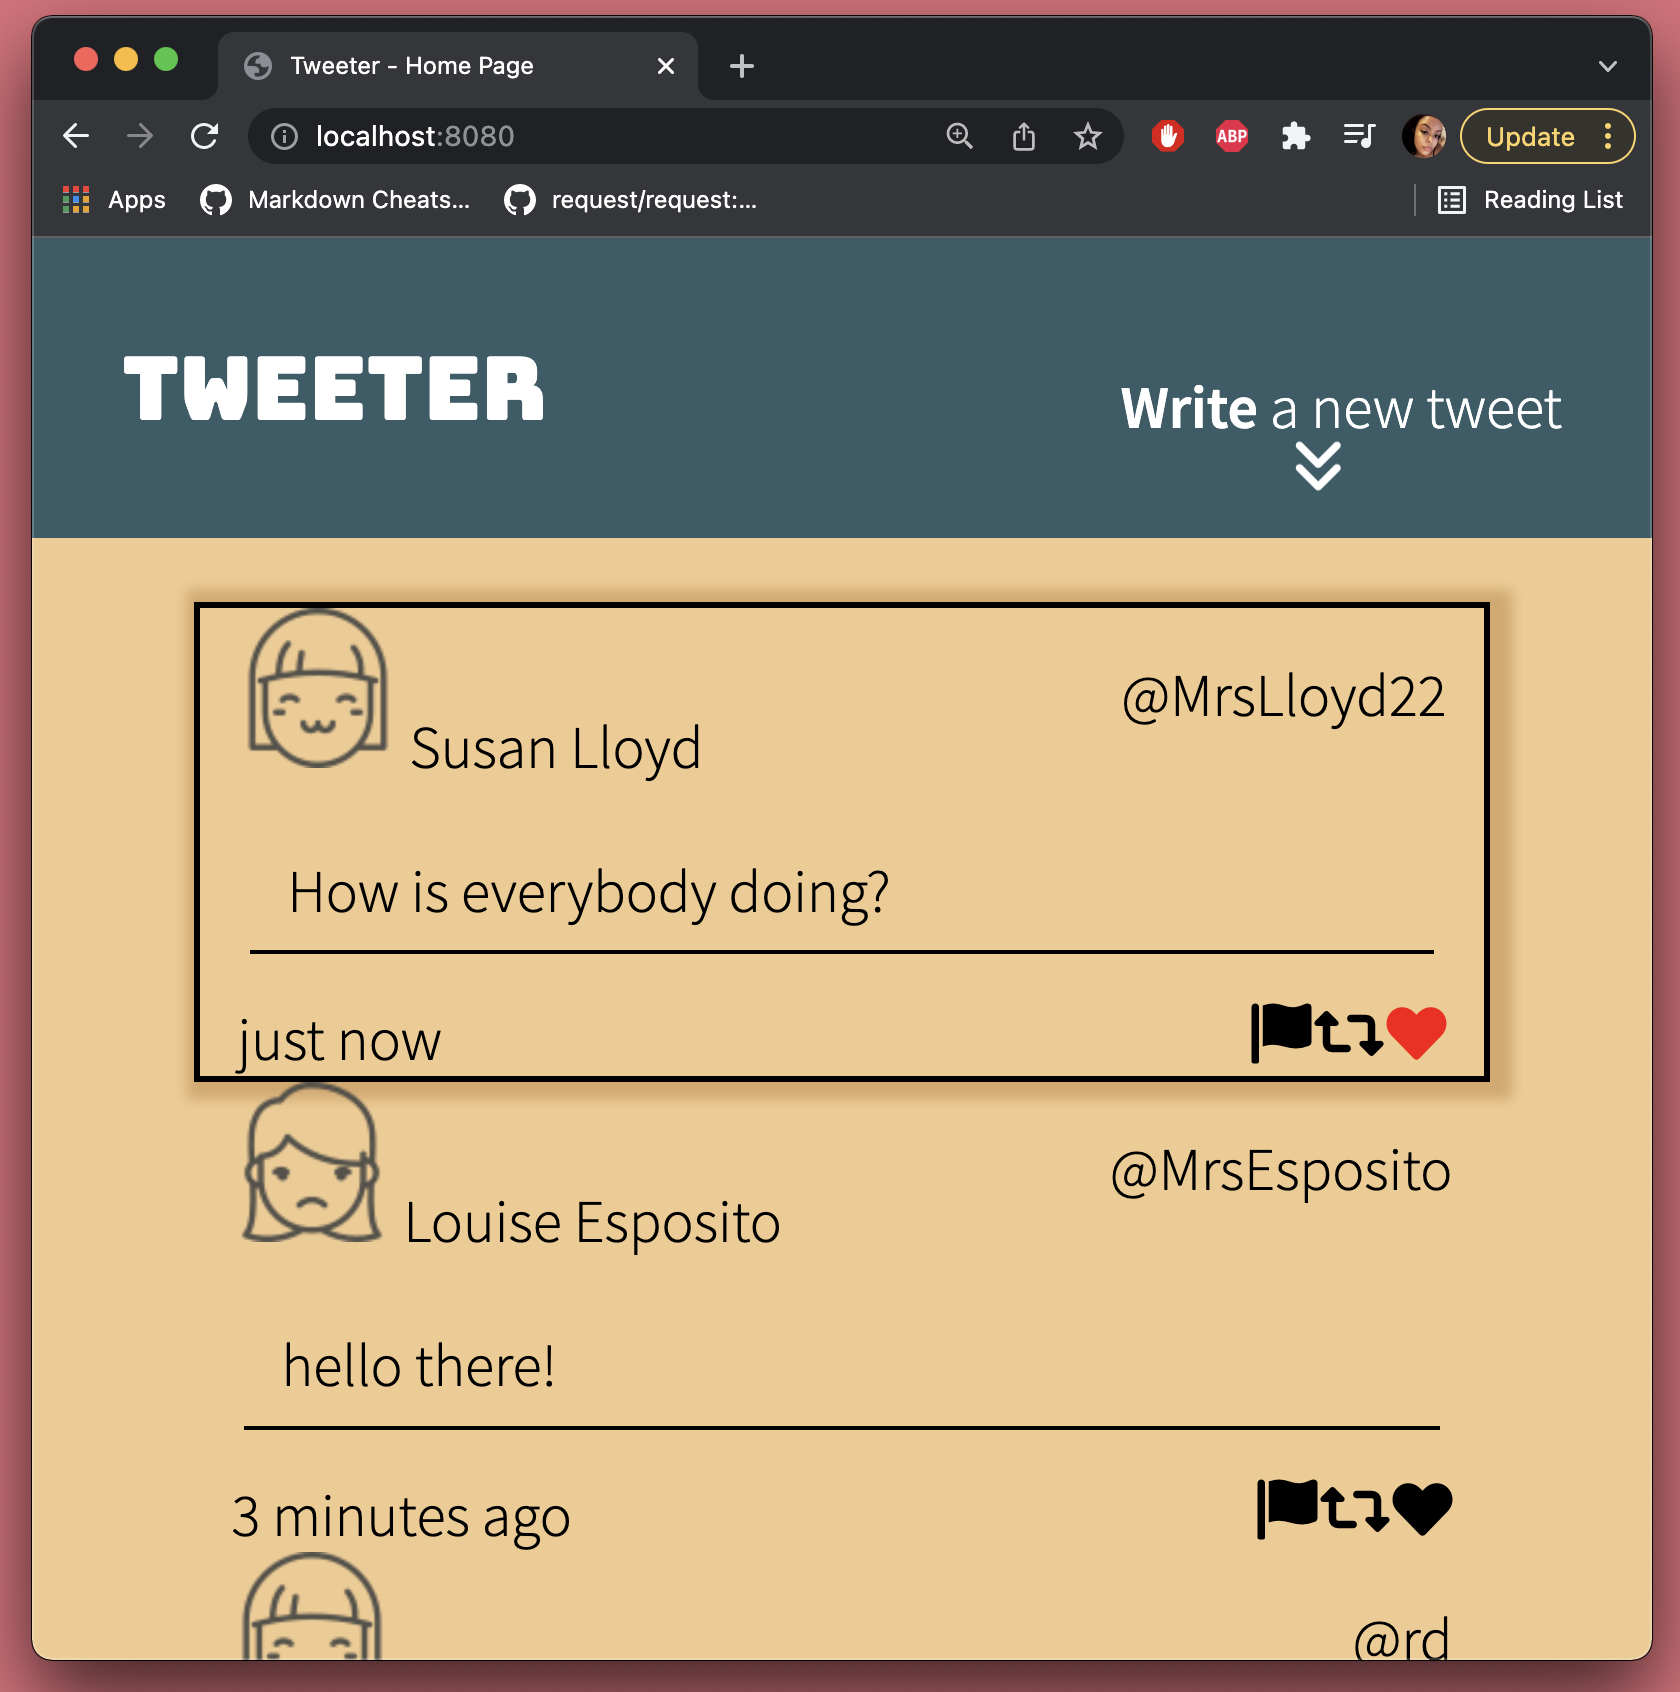 Tweeter - Home Page
localhost:8080
ABP
Update
Apps
Markdown Cheats...
request/request:...
Reading List
TWEETER
Write a new tweet
Susan Lloyd
@MrsLloyd22
How is everybody doing?
just now
Louise Esposito
@MrsEsposito
hello there!
3 minutes ago
@rd